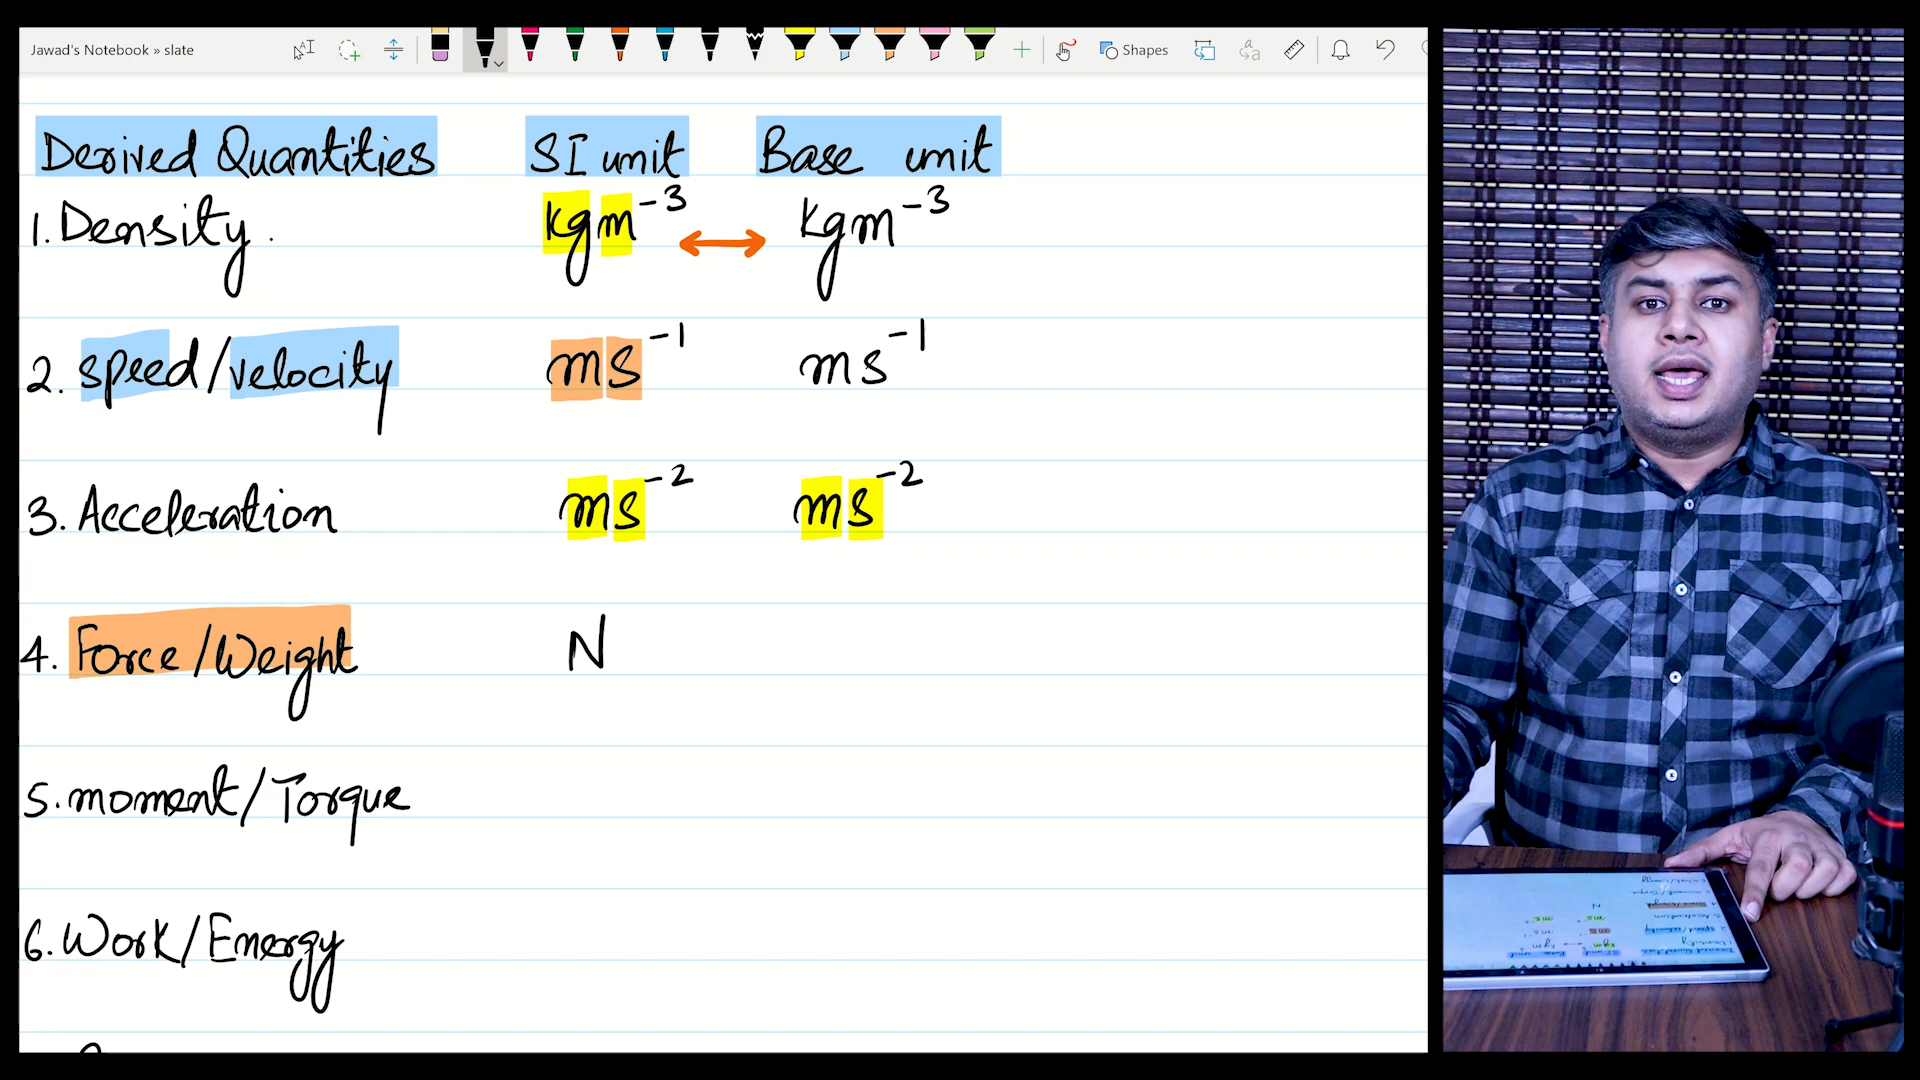 Jawad's Notebook » slate
Shapes
Derived Quantities SI unit Base unit
1. Density. kgm⁻³ ↔ kgm⁻³
2. speed/velocity ms⁻¹ ms⁻¹
3. Acceleration ms⁻² ms⁻²
4. Force/Weight N
5. moment/Torque
6. Work/Energy